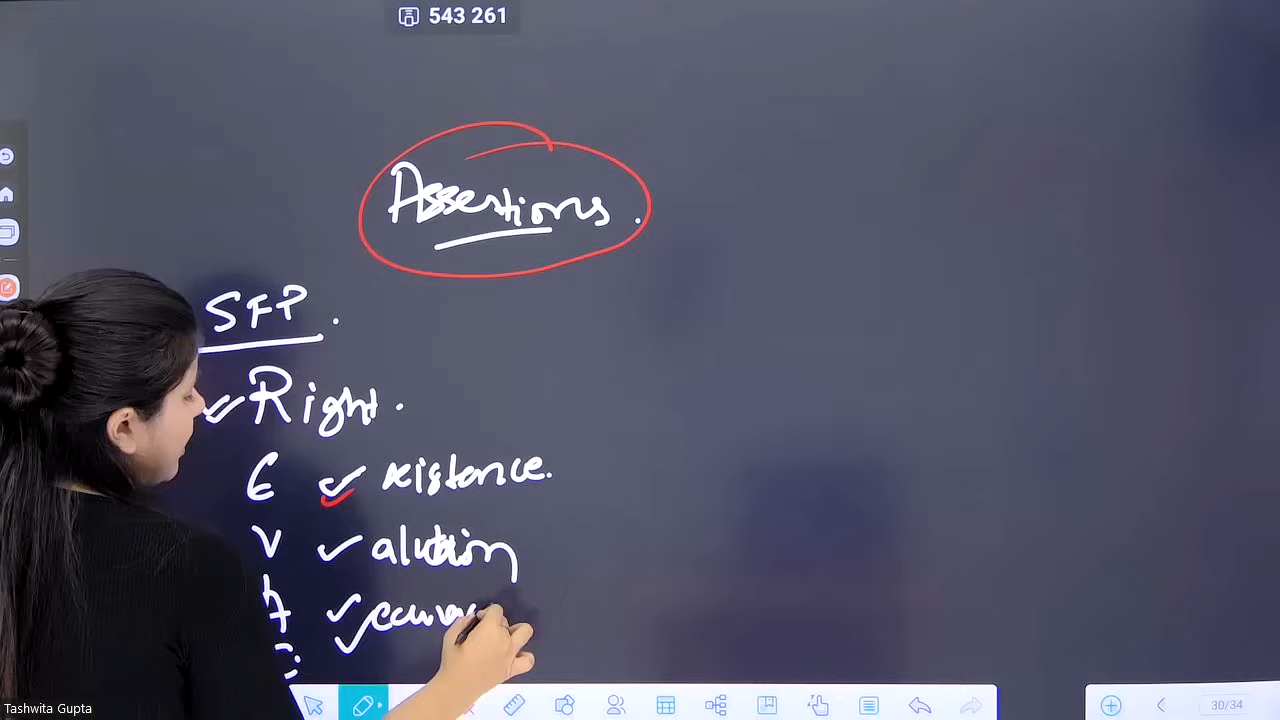 543 261
Assertions.
SFP.
Right.
E xistence.
V aluation
A
Tashwita Gupta
30/34